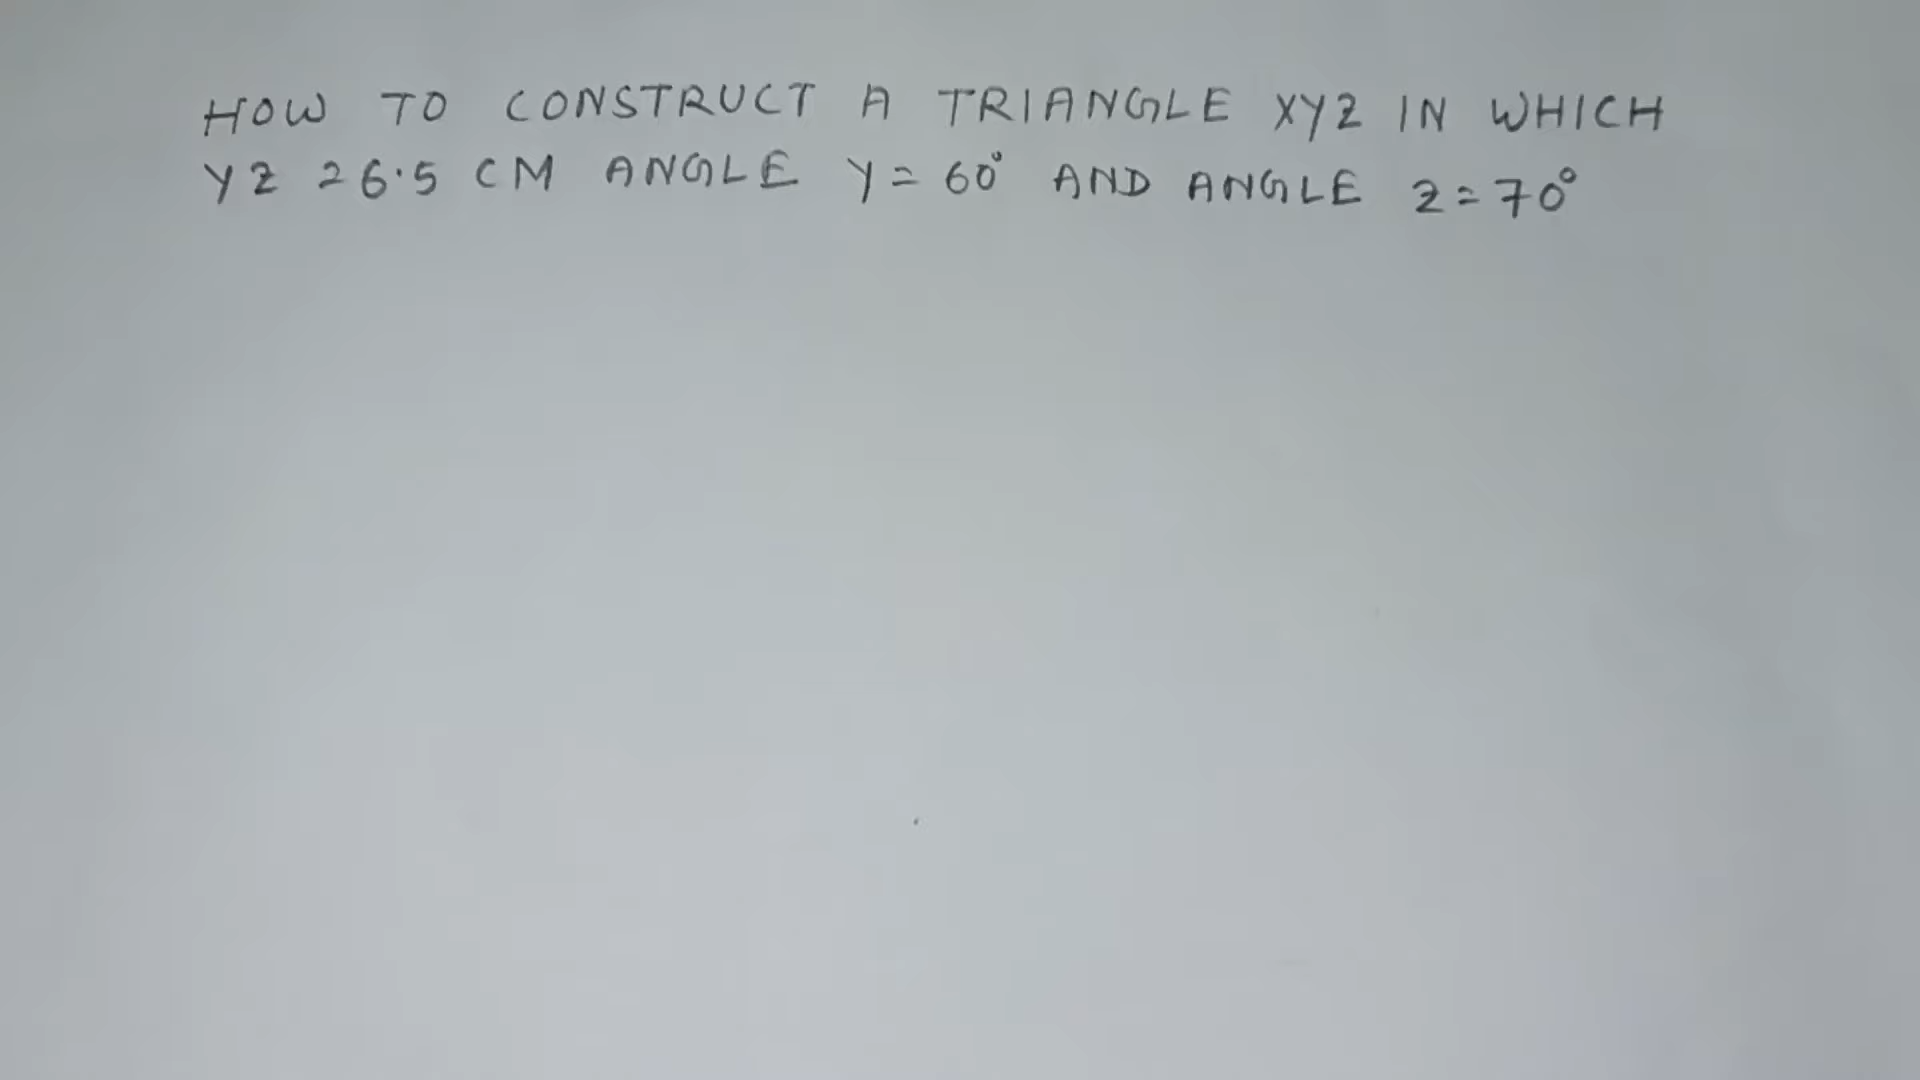 HOW TO CONSTRUCT A TRIANGLE XYZ IN WHICH
YZ = 6.5 CM ANGLE Y = 60° AND ANGLE Z = 70°